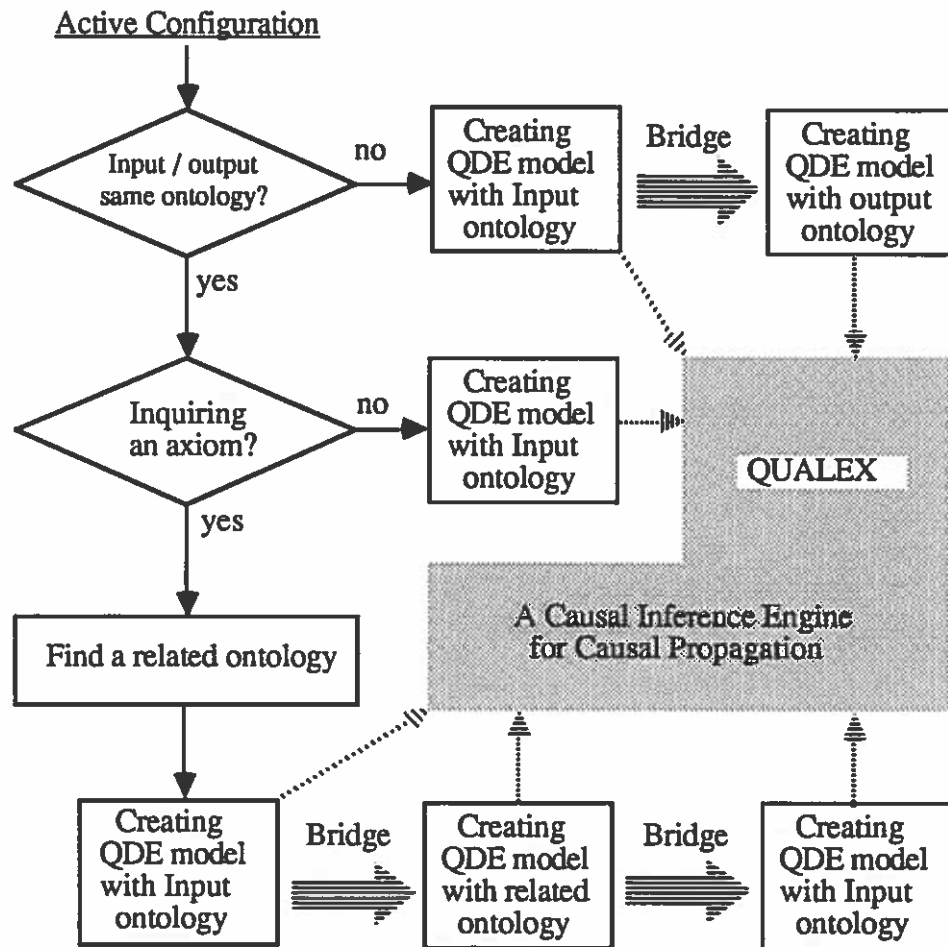 Active Configuration
Input / output
same ontology?
no
Creating
QDE model
with Input
ontology
Bridge
Creating
QDE model
with output
ontology
yes
Inquiring
an axiom?
no
Creating
QDE model
with Input
ontology
QUALEX
yes
A Causal Inference Engine
for Causal Propagation
Find a related ontology
Creating
QDE model
with Input
ontology
Bridge
Creating
QDE model
with related
ontology
Bridge
Creating
QDE model
with Input
ontology